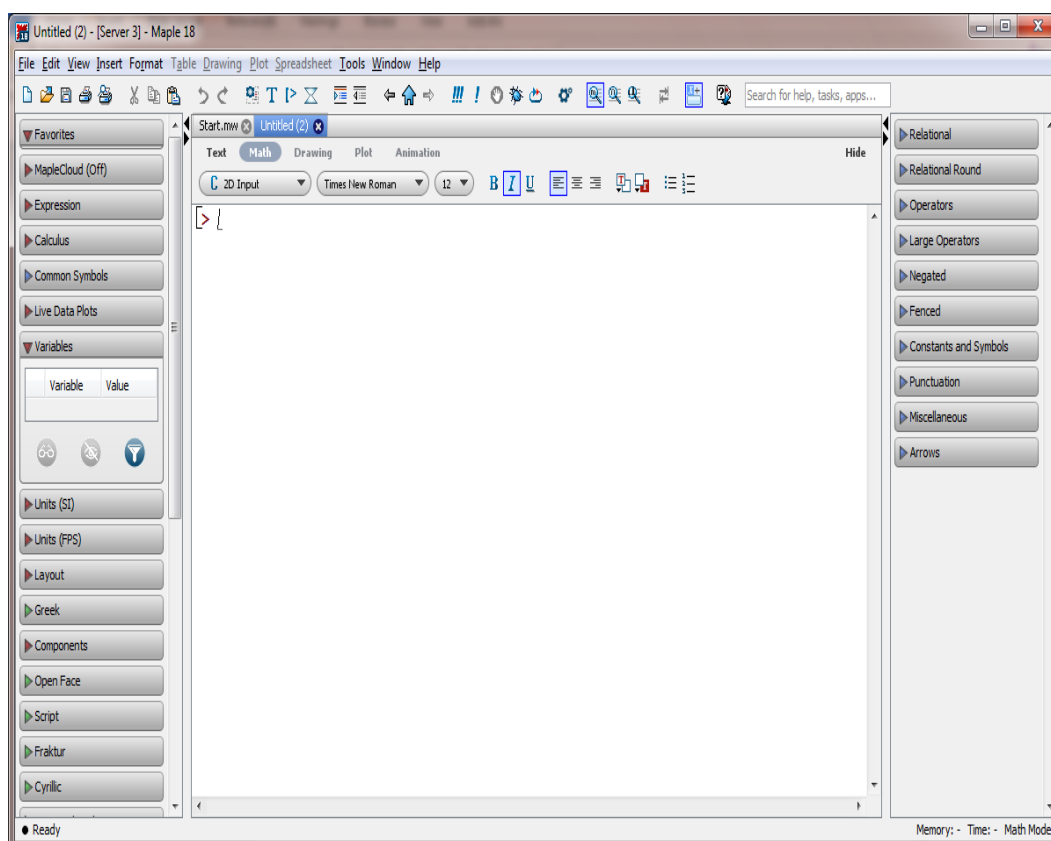 Untitled (2) - [Server 3] - Maple 18
File Edit View Insert Format Table Drawing Plot Spreadsheet Tools Window Help
Search for help, tasks, apps...
Start.mw Untitled (2)
Text Math Drawing Plot Animation Hide
C 2D Input Times New Roman 12 B I U
>
Favorites
MapleCloud (Off)
Expression
Calculus
Common Symbols
Live Data Plots
Variables
Variable Value
Units (SI)
Units (FPS)
Layout
Greek
Components
Open Face
Script
Fraktur
Cyrillic
Relational
Relational Round
Operators
Large Operators
Negated
Fenced
Constants and Symbols
Punctuation
Miscellaneous
Arrows
Ready
Memory: - Time: - Math Mode